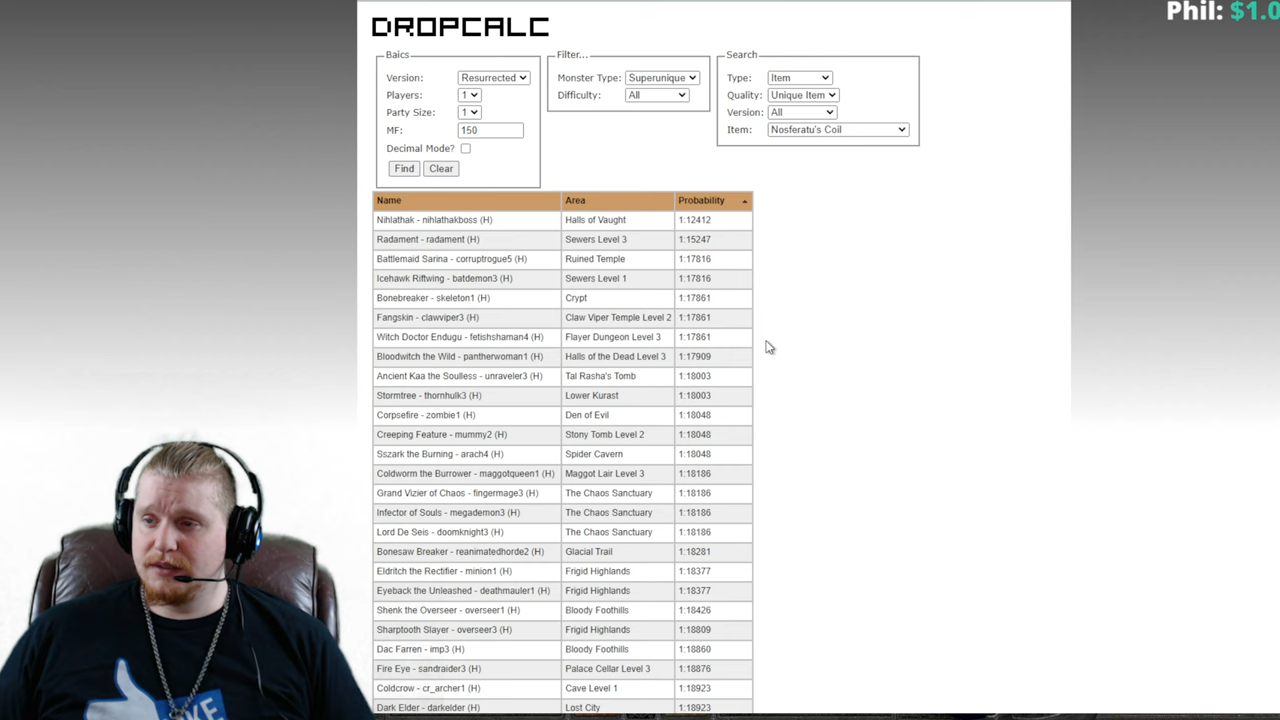 Phil: $1.0
DROPCALC
Baics
Version: Resurrected
Players: 1
Party Size: 1
MF: 150
Decimal Mode?
Find Clear
Filter...
Monster Type: Superunique
Difficulty: All
Search
Type: Item
Quality: Unique Item
Version: All
Item: Nosferatu's Coil
Name Area Probability
Nihlathak - nihlathakboss (H) Halls of Vaught 1:12412
Radament - radament (H) Sewers Level 3 1:15247
Battlemaid Sarina - corruptrogue5 (H) Ruined Temple 1:17816
Icehawk Riftwing - batdemon3 (H) Sewers Level 1 1:17816
Bonebreaker - skeleton1 (H) Crypt 1:17861
Fangskin - clawviper3 (H) Claw Viper Temple Level 2 1:17861
Witch Doctor Endugu - fetishshaman4 (H) Flayer Dungeon Level 3 1:17861
Bloodwitch the Wild - pantherwoman1 (H) Halls of the Dead Level 3 1:17909
Ancient Kaa the Soulless - unraveler3 (H) Tal Rasha's Tomb 1:18003
Stormtree - thornhulk3 (H) Lower Kurast 1:18003
Corpsefire - zombie1 (H) Den of Evil 1:18048
Creeping Feature - mummy2 (H) Stony Tomb Level 2 1:18048
Sszark the Burning - arach4 (H) Spider Cavern 1:18048
Coldworm the Burrower - maggotqueen1 (H) Maggot Lair Level 3 1:18186
Grand Vizier of Chaos - fingermage3 (H) The Chaos Sanctuary 1:18186
Infector of Souls - megademon3 (H) The Chaos Sanctuary 1:18186
Lord De Seis - doomknight3 (H) The Chaos Sanctuary 1:18186
Bonesaw Breaker - reanimatedhorde2 (H) Glacial Trail 1:18281
Eldritch the Rectifier - minion1 (H) Frigid Highlands 1:18377
Eyeback the Unleashed - deathmauler1 (H) Frigid Highlands 1:18377
Shenk the Overseer - overseer1 (H) Bloody Foothills 1:18426
Sharptooth Slayer - overseer3 (H) Frigid Highlands 1:18809
Dac Farren - imp3 (H) Bloody Foothills 1:18860
Fire Eye - sandraider3 (H) Palace Cellar Level 3 1:18876
Coldcrow - cr_archer1 (H) Cave Level 1 1:18923
Dark Elder - darkelder (H) Lost City 1:18923